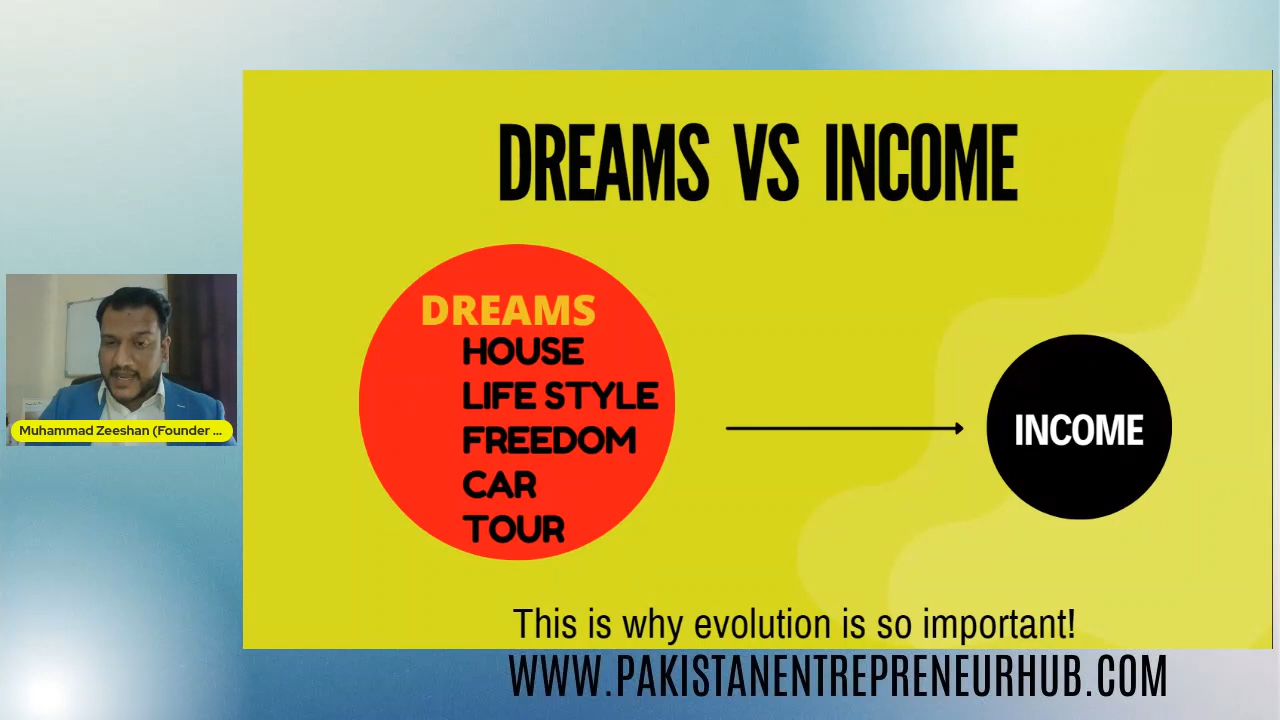 DREAMS VS INCOME
DREAMS
HOUSE
LIFE STYLE
FREEDOM
CAR
TOUR
INCOME
Muhammad Zeeshan (Founder ...
This is why evolution is so important!
WWW.PAKISTANENTREPRENEURHUB.COM